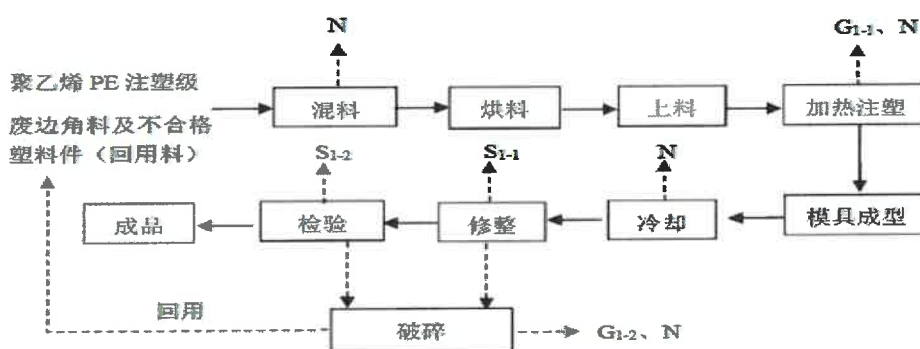 N
G₁₋₁、N
聚乙烯 PE 注塑级
废边角料及不合格
塑料件（回用料）
混料
烘料
上料
加热注塑
S₁₋₂
S₁₋₁
N
成品
检验
修整
冷却
模具成型
回用
破碎
G₁₋₂、N